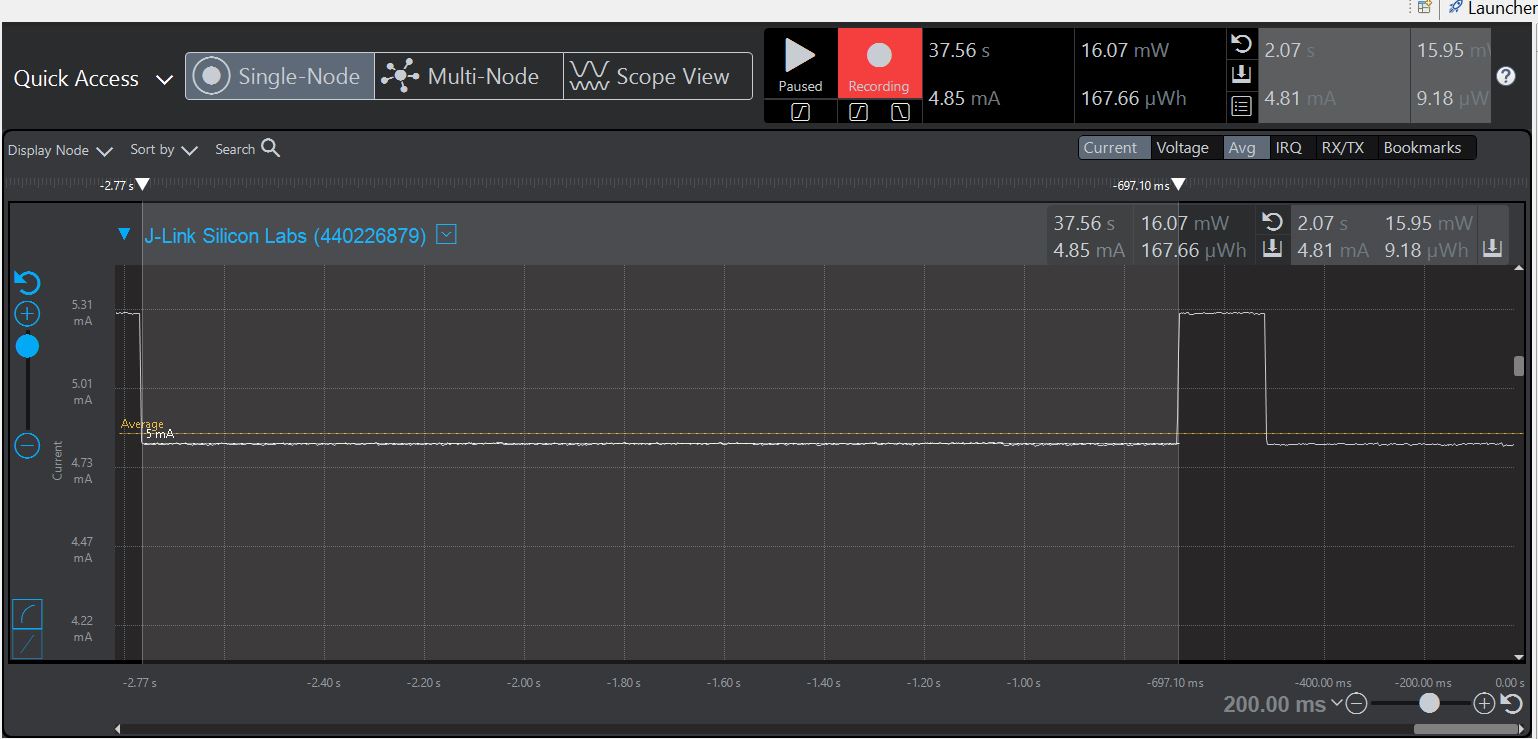 Launcher
Quick Access
Single-Node
Multi-Node
Scope View
Paused
Recording
37.56 s
16.07 mW
4.85 mA
167.66 µWh
2.07 s
15.95 mW
4.81 mA
9.18 µW
Display Node
Sort by
Search
Current
Voltage
Avg
IRQ
RX/TX
Bookmarks
-2.77 s
-697.10 ms
J-Link Silicon Labs (440226879)
37.56 s
16.07 mW
2.07 s
15.95 mW
4.85 mA
167.66 µWh
4.81 mA
9.18 µWh
5.31
mA
5.01
mA
Average
5 mA
4.73
mA
Current
4.47
mA
4.22
mA
-2.77 s
-2.40 s
-2.20 s
-2.00 s
-1.80 s
-1.60 s
-1.40 s
-1.20 s
-1.00 s
-697.10 ms
-400.00 ms
-200.00 ms
0.00 s
200.00 ms